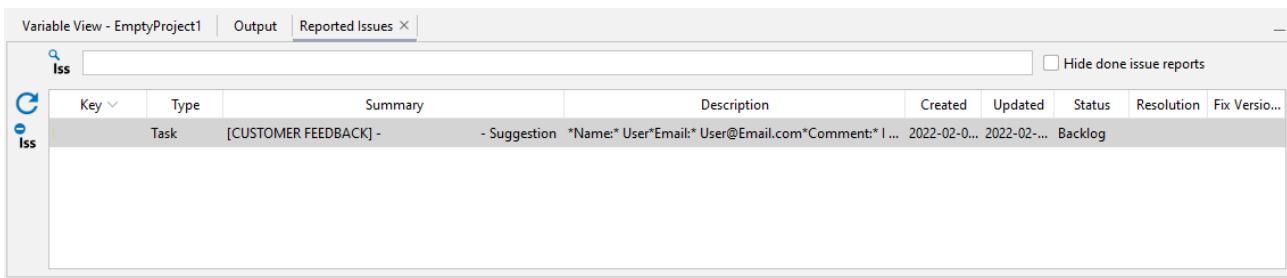 Variable View - EmptyProject1 Output Reported Issues
Iss Hide done issue reports
Key Type Summary Description Created Updated Status Resolution Fix Versio...
Task [CUSTOMER FEEDBACK] - - Suggestion *Name:* User*Email:* User@Email.com*Comment:* I ... 2022-02-0... 2022-02-... Backlog
Iss